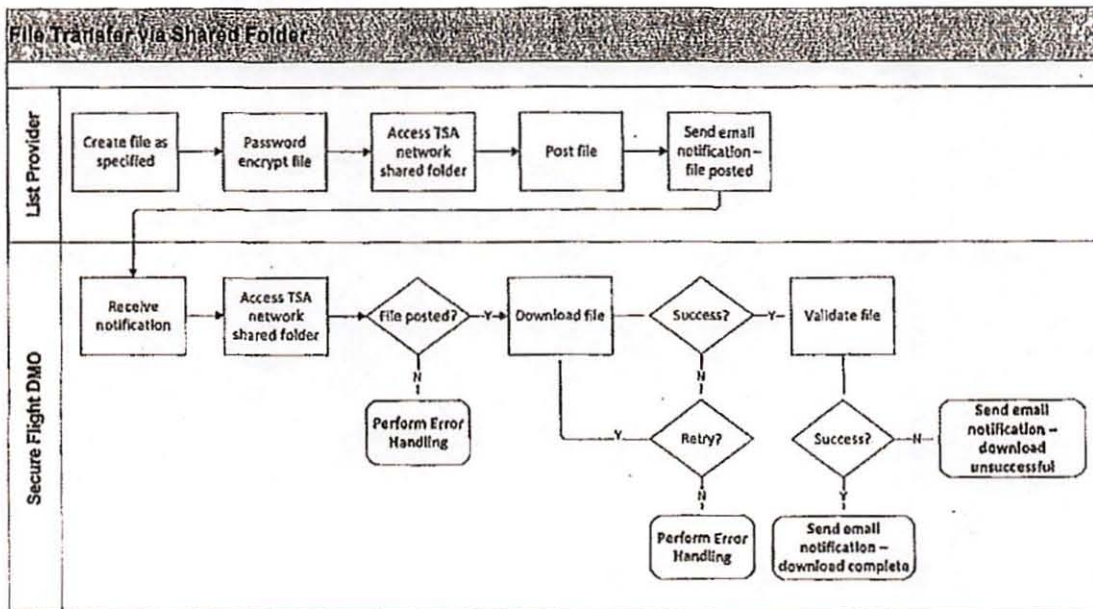 File Transfer via Shared Folder
List Provider
Create file as
specified
Password
encrypt file
Access TSA
network
shared folder
Post file
Send email
notification –
file posted
Secure Flight DMO
Receive
notification
Access TSA
network
shared folder
File posted?
Y
Download file
Success?
Y
Validate file
N
N
Perform Error
Handling
Y
Retry?
Success?
N
Send email
notification –
download
unsuccessful
N
Y
Perform Error
Handling
Send email
notification –
download complete